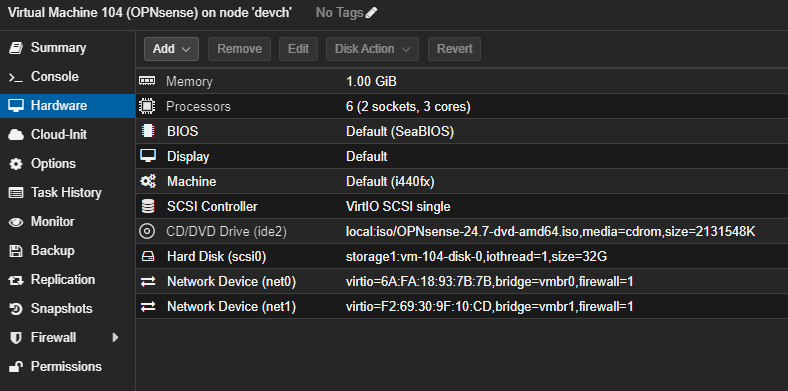 Virtual Machine 104 (OPNsense) on node 'devch' No Tags
Summary
Console
Hardware
Cloud-Init
Options
Task History
Monitor
Backup
Replication
Snapshots
Firewall
Permissions
Add Remove Edit Disk Action Revert
Memory 1.00 GiB
Processors 6 (2 sockets, 3 cores)
BIOS Default (SeaBIOS)
Display Default
Machine Default (i440fx)
SCSI Controller VirtIO SCSI single
CD/DVD Drive (ide2) local:iso/OPNsense-24.7-dvd-amd64.iso,media=cdrom,size=2131548K
Hard Disk (scsi0) storage1:vm-104-disk-0,iothread=1,size=32G
Network Device (net0) virtio=6A:FA:18:93:7B:7B,bridge=vmbr0,firewall=1
Network Device (net1) virtio=F2:69:30:9F:10:CD,bridge=vmbr1,firewall=1